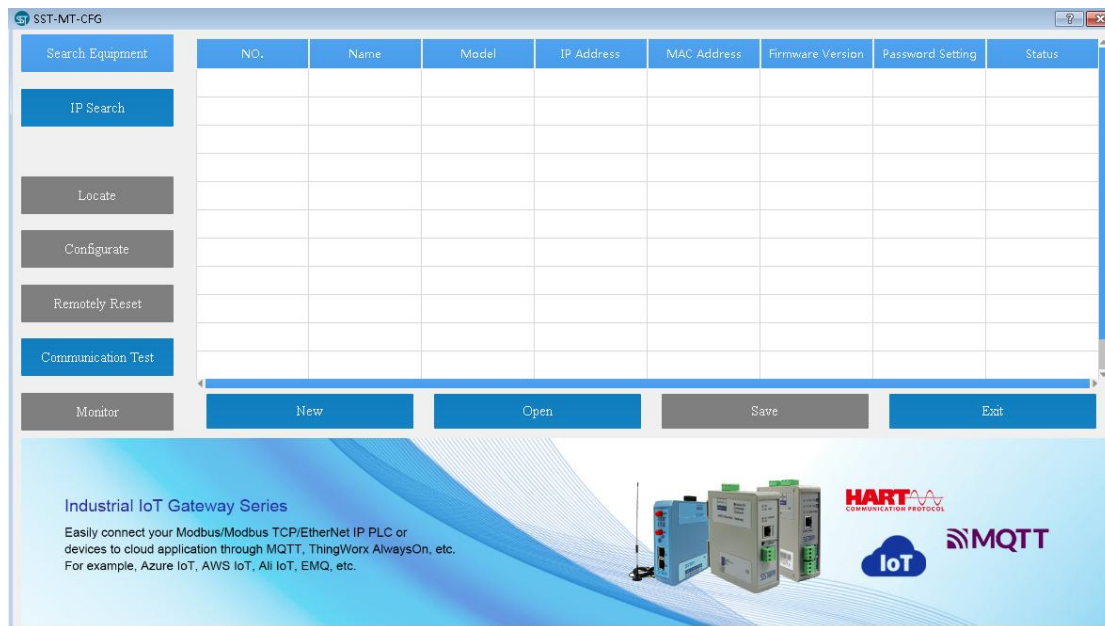 SST-MT-CFG
Search Equipment
NO. Name Model IP Address MAC Address Firmware Version Password Setting Status
IP Search
Locate
Configurate
Remotely Reset
Communication Test
Monitor
New Open Save Exit
Industrial IoT Gateway Series
Easily connect your Modbus/Modbus TCP/EtherNet IP PLC or
devices to cloud application through MQTT, ThingWorx AlwaysOn, etc.
For example, Azure IoT, AWS IoT, Ali IoT, EMQ, etc.
HART
COMMUNICATION PROTOCOL
MQTT
IoT